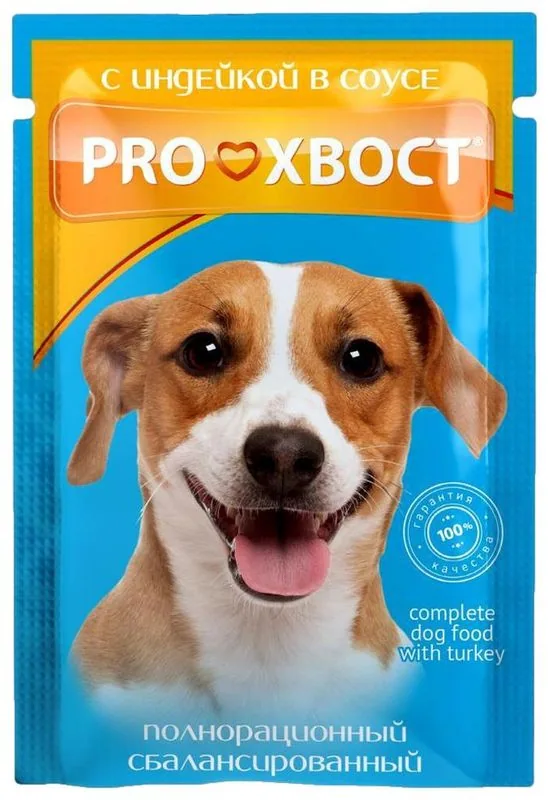 с индейкой в соусе
PRO ХВОСТ®
гарантия
100%
качества
complete
dog food
with turkey
полнорационный
сбалансированный